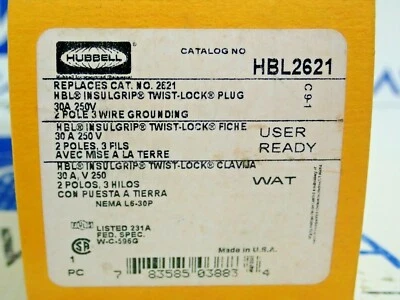 HUBBELL®
CATALOG NO
HBL2621
C 9-1
REPLACES CAT. NO. 2621
HBL® INSULGRIP® TWIST-LOCK® PLUG
30A 250V
2 POLE 3 WIRE GROUNDING
HBL® INSULGRIP® TWIST-LOCK® FICHE
30 A 250 V
2 POLES, 3 FILS
AVEC MISE A LA TERRE
USER
READY
HBL® INSULGRIP® TWIST-LOCK® CLAVIJA
30 A, V 250
2 POLOS, 3 HILOS
CON PUESTA A TIERRA
WAT
NEMA L6-30P
LISTED 231A
FED. SPEC.
W-C-596G
Made in U.S.A.
1
PC
7 83585 03883 4